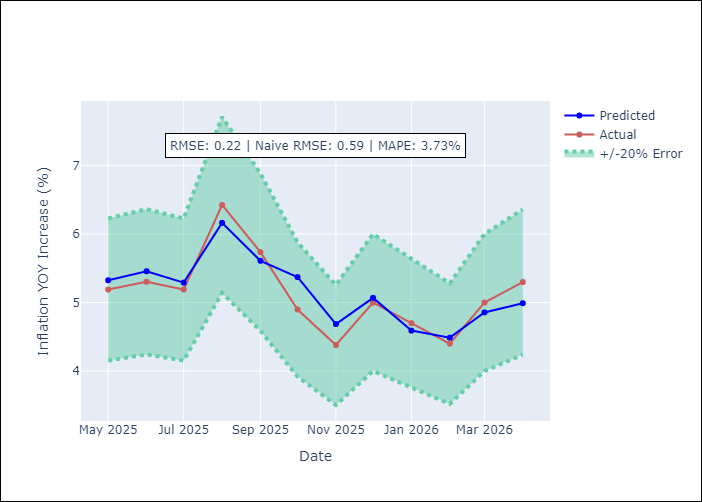 Predicted
Actual
+/-20% Error
RMSE: 0.22 | Naive RMSE: 0.59 | MAPE: 3.73%
Inflation YOY Increase (%)
7
6
5
4
May 2025 Jul 2025 Sep 2025 Nov 2025 Jan 2026 Mar 2026
Date